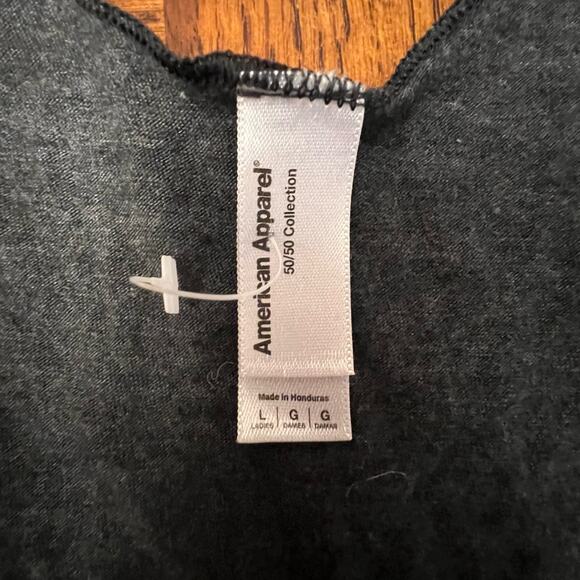 American Apparel®
50/50 Collection
Made in Honduras
L | G | G
LADIES DAMES DAMAS